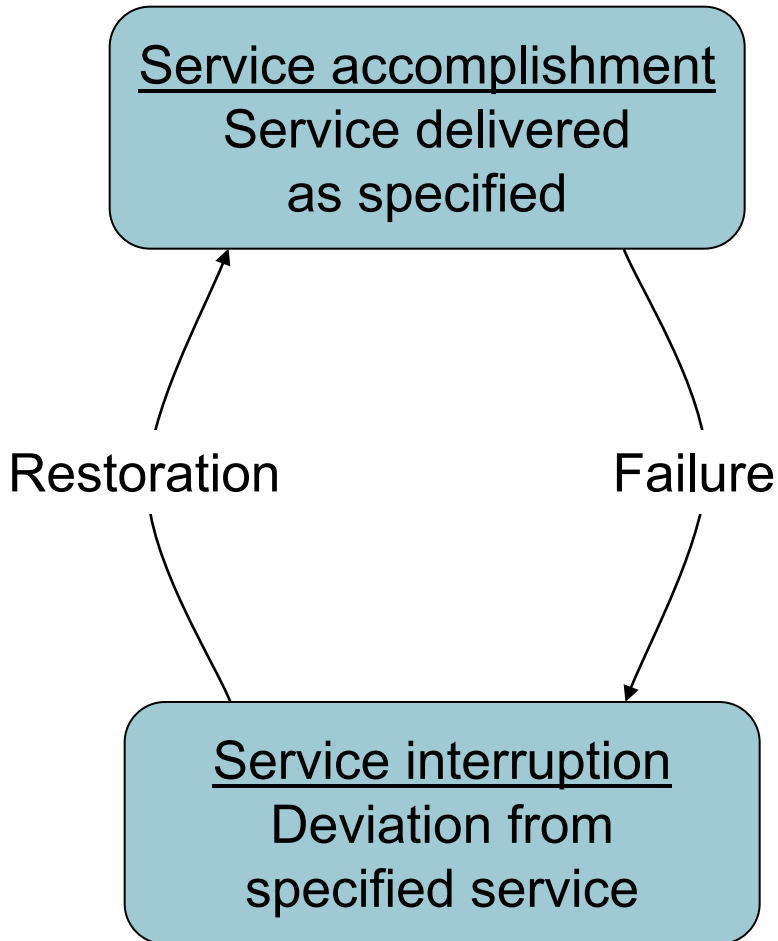 Service accomplishment
Service delivered
as specified
Restoration
Failure
Service interruption
Deviation from
specified service